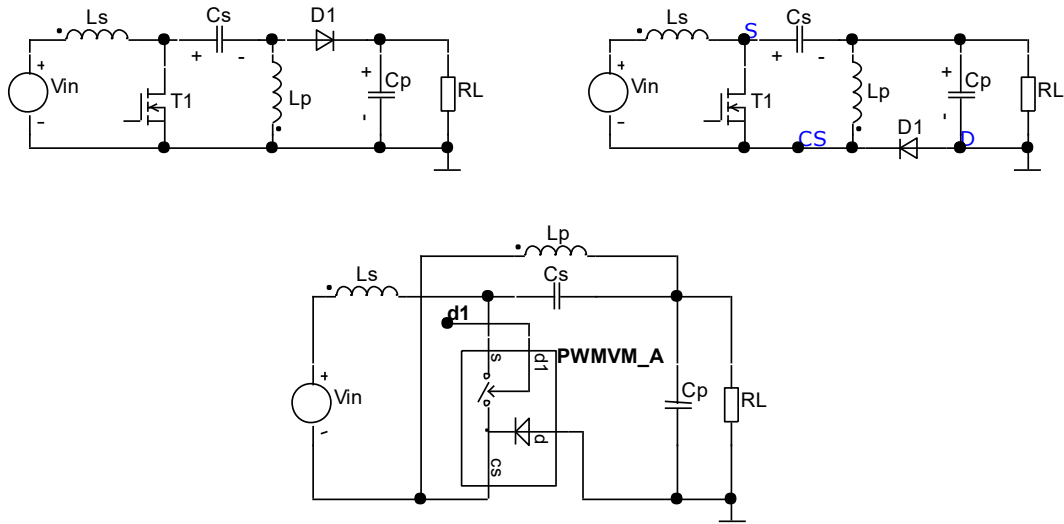 Ls
Cs
D1
+
-
+
Vin
-
T1
Lp
+
Cp
-
RL
Ls
S
Cs
+
-
+
Vin
-
T1
Lp
+
Cp
-
RL
D1
CS
D
Lp
Ls
Cs
d1
s
d1
PWMVM_A
+
Vin
-
Cp
RL
d
cs